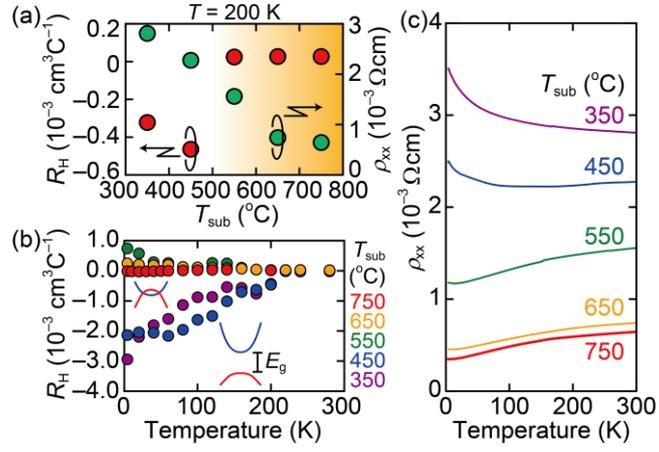 (a)
T = 200 K
0.2
0
−0.2
−0.4
−0.6
R_H (10⁻³ cm³C⁻¹)
3
2
1
0
ρ_xx (10⁻³ Ωcm)
300 400 500 600 700 800
T_sub (°C)
(b)
1.0
0.0
−1.0
−2.0
−3.0
−4.0
R_H (10⁻³ cm³C⁻¹)
E_g
T_sub
(°C)
750
650
550
450
350
0 100 200 300
Temperature (K)
(c)
4
3
2
1
0
ρ_xx (10⁻³ Ωcm)
T_sub (°C)
350
450
550
650
750
0 100 200 300
Temperature (K)